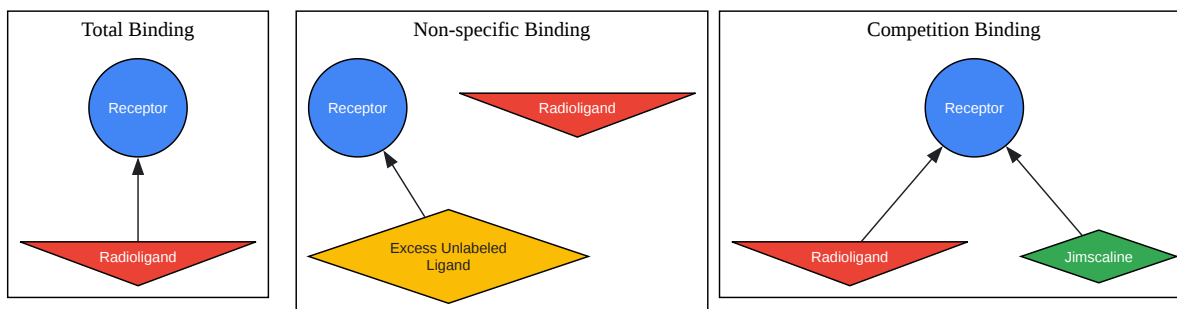 Total Binding
Receptor
Radioligand
Non-specific Binding
Receptor
Radioligand
Excess Unlabeled
Ligand
Competition Binding
Receptor
Radioligand
Jimscaline